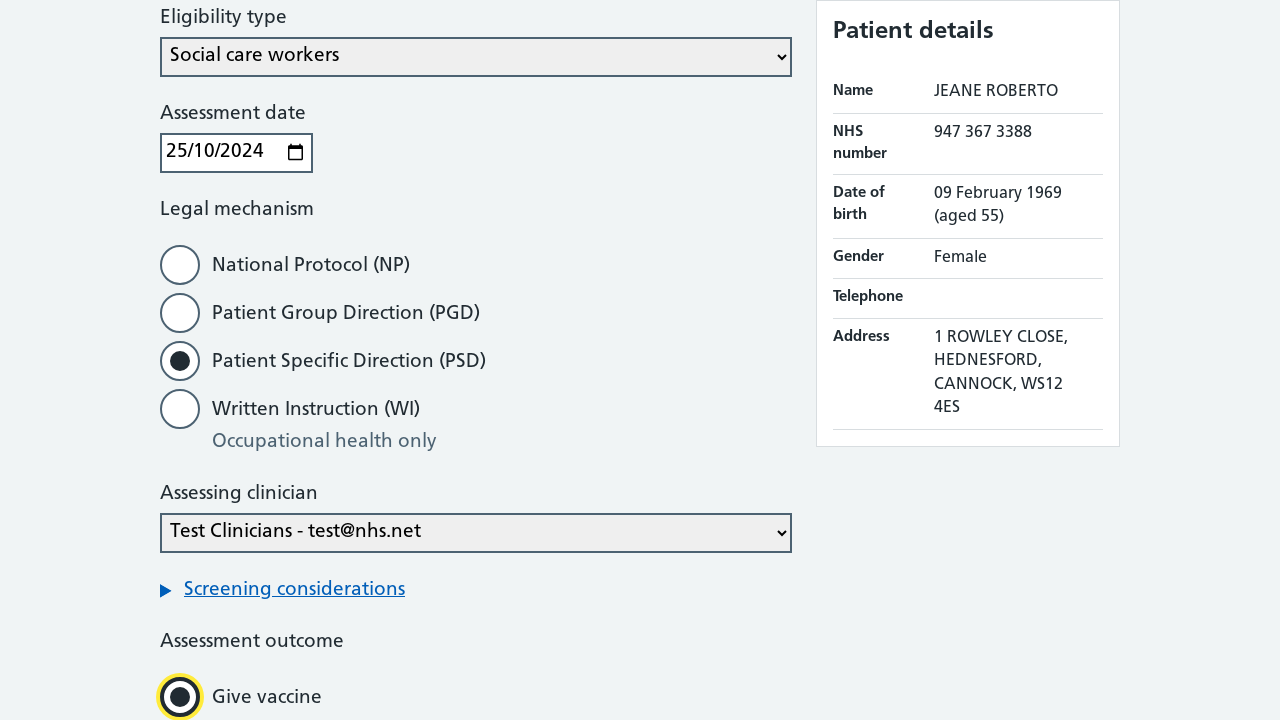 Eligibility type
Social care workers
Assessment date
25/10/2024
Legal mechanism
National Protocol (NP)
Patient Group Direction (PGD)
Patient Specific Direction (PSD)
Written Instruction (WI)
Occupational health only
Assessing clinician
Test Clinicians - test@nhs.net
Screening considerations
Assessment outcome
Give vaccine
Patient details
Name JEANE ROBERTO
NHS number 947 367 3388
Date of birth 09 February 1969 (aged 55)
Gender Female
Telephone
Address 1 ROWLEY CLOSE,
HEDNESFORD,
CANNOCK, WS12
4ES